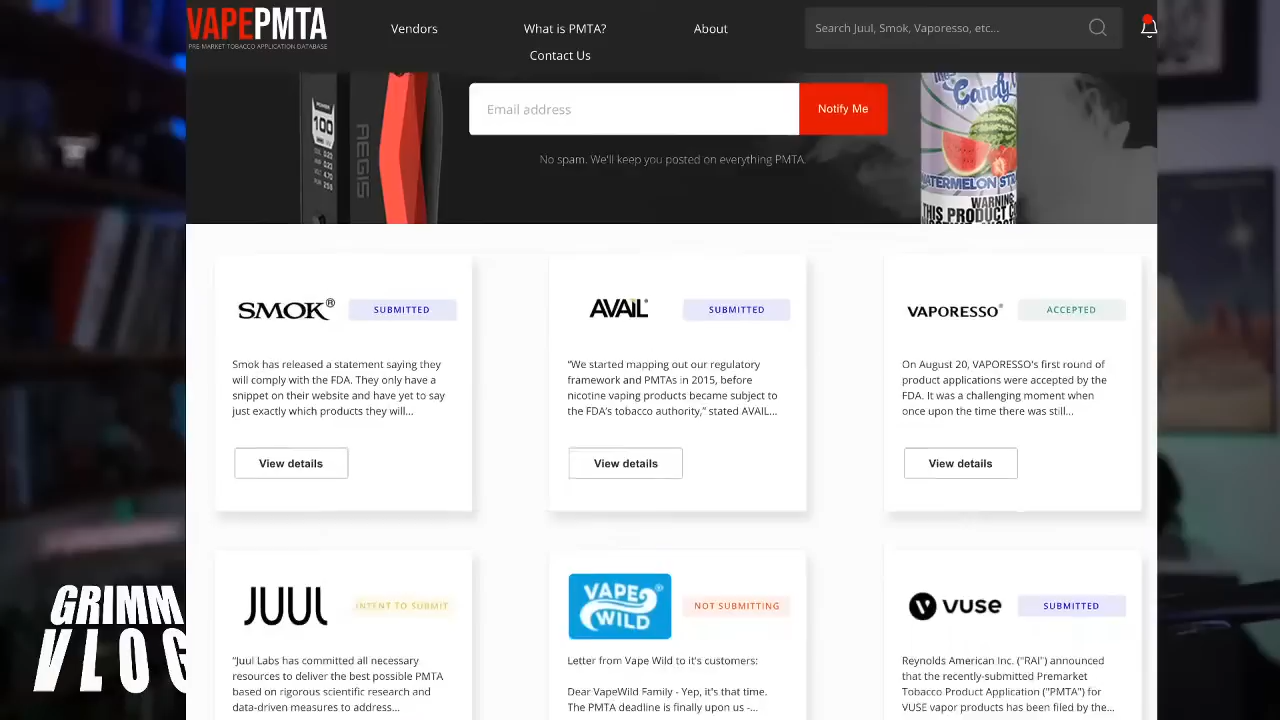 VAPEPMTA
PRE MARKET TOBACCO APPLICATION DATABASE
Vendors
What is PMTA?
About
Contact Us
Search Juul, Smok, Vaporesso, etc...
Email address
Notify Me
No spam. We'll keep you posted on everything PMTA.
100
AEGIS
Candy
WATERMELON
WARNING
THIS PRODUCT
SMOK®
SUBMITTED
Smok has released a statement saying they
will comply with the FDA. They only have a
snippet on their website and have yet to say
just exactly which products they will...
View details
AVAIL
SUBMITTED
“We started mapping out our regulatory
framework and PMTAs in 2015, before
nicotine vaping products became subject to
the FDA’s tobacco authority,” stated AVAIL...
View details
VAPORESSO®
ACCEPTED
On August 20, VAPORESSO's first round of
product applications were accepted by the
FDA. It was a challenging moment when
once upon the time there was still...
View details
JUUL
INTENT TO SUBMIT
“Juul Labs has committed all necessary
resources to deliver the best possible PMTA
based on rigorous scientific research and
data-driven measures to address...
VAPE
WILD
NOT SUBMITTING
Letter from Vape Wild to it's customers:
Dear VapeWild Family - Yep, it's that time.
The PMTA deadline is finally upon us -...
VUSE
SUBMITTED
Reynolds American Inc. ("RAI") announced
that the recently-submitted Premarket
Tobacco Product Application ("PMTA") for
VUSE vapor products has been filed by the...
GRIMM
VLOG